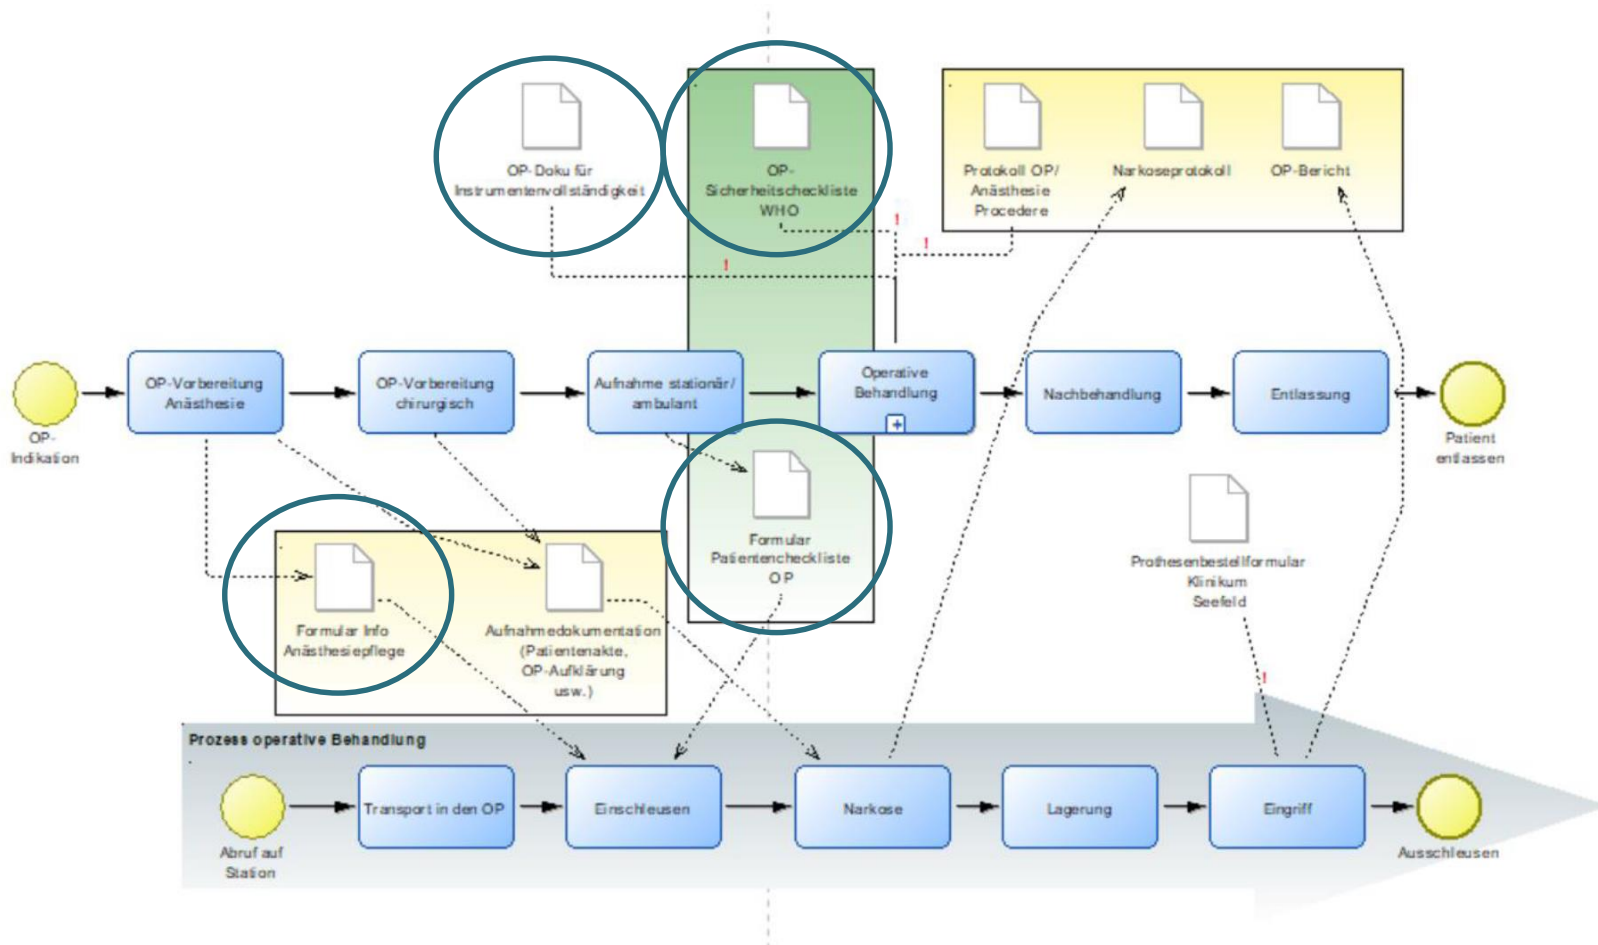 OP-Doku für
Instrumentenvollständigkeit
OP-
Sicherheitscheckliste
WHO
Protokoll OP/
Anästhesie
Procedere
Narkoseprotokoll
OP-Bericht
!
!
!
OP-
Indikation
OP-Vorbereitung
Anästhesie
OP-Vorbereitung
chirurgisch
Aufnahme stationär/
ambulant
Operative
Behandlung
+
Nachbehandlung
Entlassung
Patient
entlassen
Formular Info
Anästhesiepflege
Aufnahmedokumentation
(Patientenakte,
OP-Aufklärung
usw.)
Formular
Patientencheckliste
OP
Prothesenbestellformular
Klinikum
Seefeld
!
Prozess operative Behandlung
Abruf auf
Station
Transport in den OP
Einschleusen
Narkose
Lagerung
Eingriff
Ausschleusen